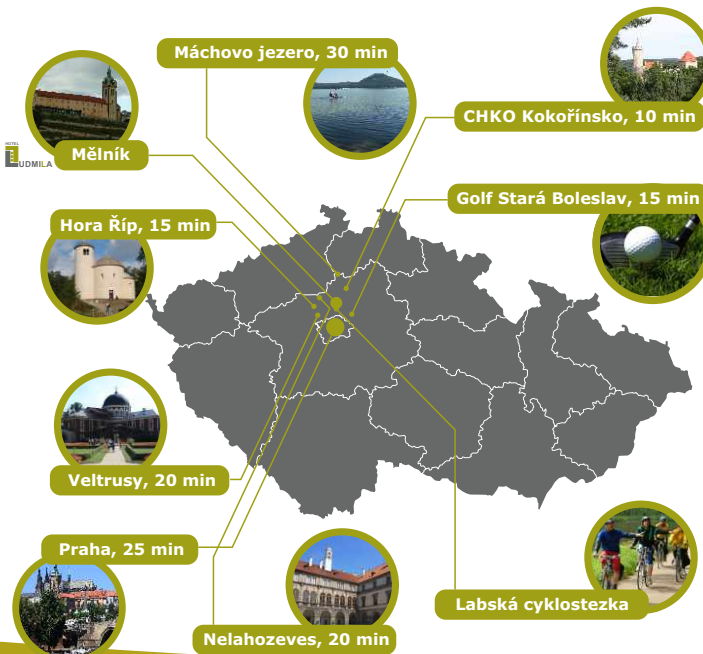 Máchovo jezero, 30 min
CHKO Kokořínsko, 10 min
HOTEL
LUDMILA
Mělník
Golf Stará Boleslav, 15 min
Hora Říp, 15 min
Veltrusy, 20 min
Praha, 25 min
Labská cyklostezka
Nelahozeves, 20 min